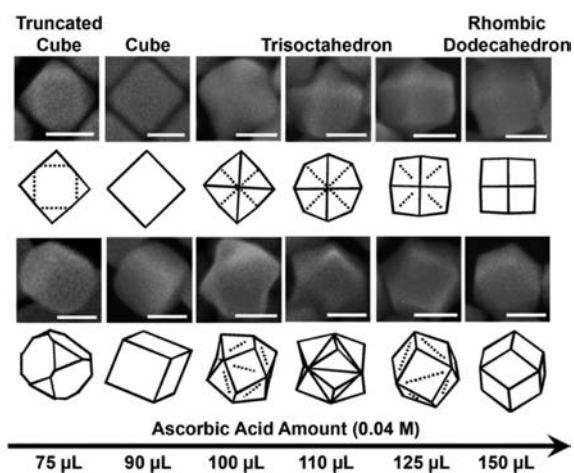 Truncated
Cube
Cube
Trisoctahedron
Rhombic
Dodecahedron
Ascorbic Acid Amount (0.04 M)
75 µL 90 µL 100 µL 110 µL 125 µL 150 µL